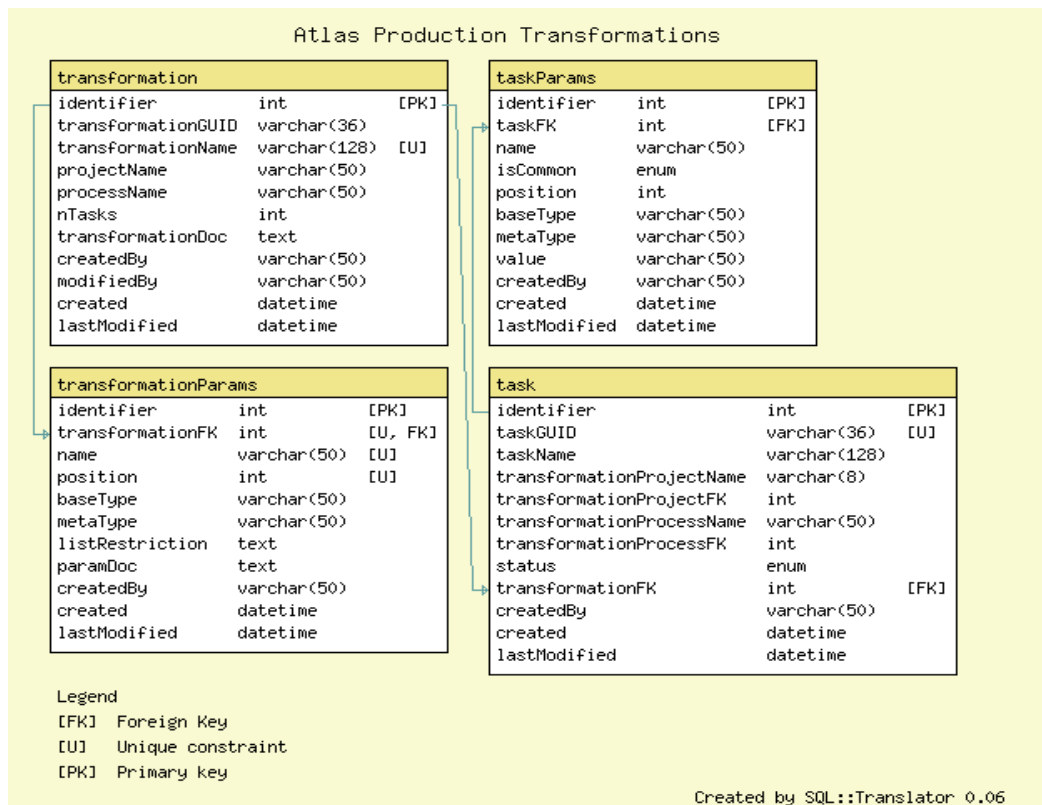 Atlas Production Transformations
transformation
identifier int [PK]
transformationGUID varchar(36)
transformationName varchar(128) [U]
projectName varchar(50)
processName varchar(50)
nTasks int
transformationDoc text
createdBy varchar(50)
modifiedBy varchar(50)
created datetime
lastModified datetime
taskParams
identifier int [PK]
taskFK int [FK]
name varchar(50)
isCommon enum
position int
baseType varchar(50)
metaType varchar(50)
value varchar(50)
createdBy varchar(50)
created datetime
lastModified datetime
transformationParams
identifier int [PK]
transformationFK int [U, FK]
name varchar(50) [U]
position int [U]
baseType varchar(50)
metaType varchar(50)
listRestriction text
paramDoc text
createdBy varchar(50)
created datetime
lastModified datetime
task
identifier int [PK]
taskGUID varchar(36) [U]
taskName varchar(128)
transformationProjectName varchar(8)
transformationProjectFK int
transformationProcessName varchar(50)
transformationProcessFK int
status enum
transformationFK int [FK]
createdBy varchar(50)
created datetime
lastModified datetime
Legend
[FK] Foreign Key
[U] Unique constraint
[PK] Primary key
Created by SQL::Translator 0.06